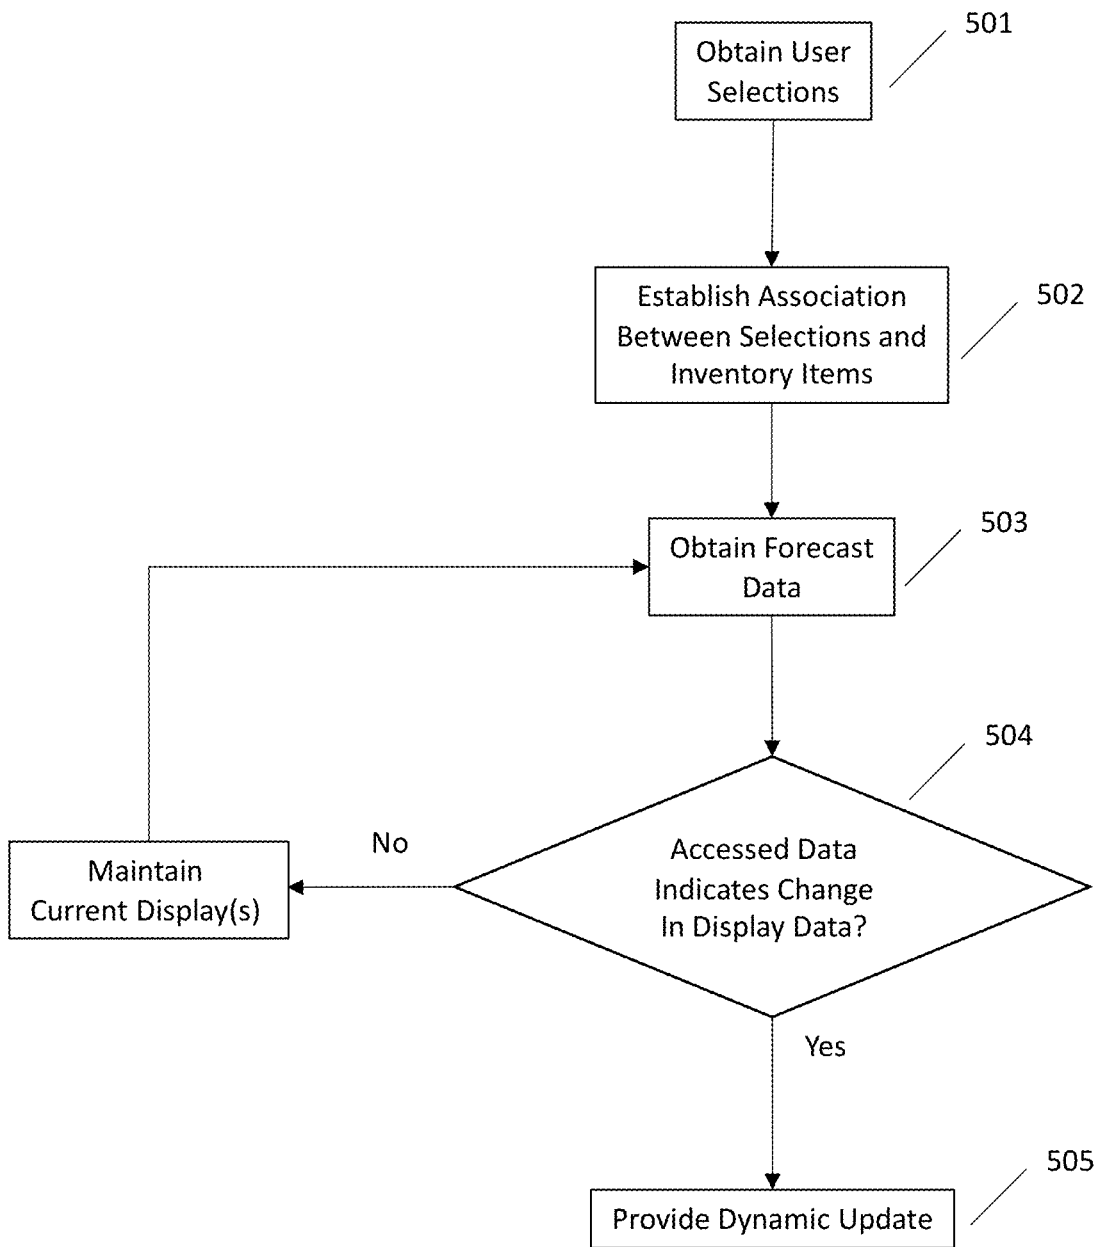 501
Obtain User
Selections
502
Establish Association
Between Selections and
Inventory Items
503
Obtain Forecast
Data
504
Accessed Data
Indicates Change
In Display Data?
No
Maintain
Current Display(s)
Yes
505
Provide Dynamic Update